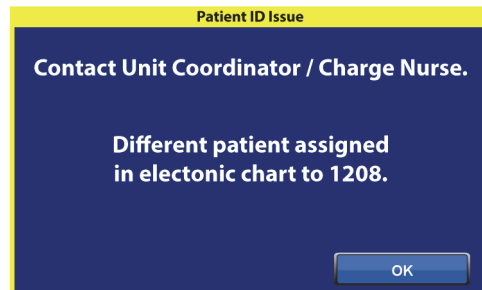 Patient ID Issue
Contact Unit Coordinator / Charge Nurse.
Different patient assigned
in electonic chart to 1208.
OK